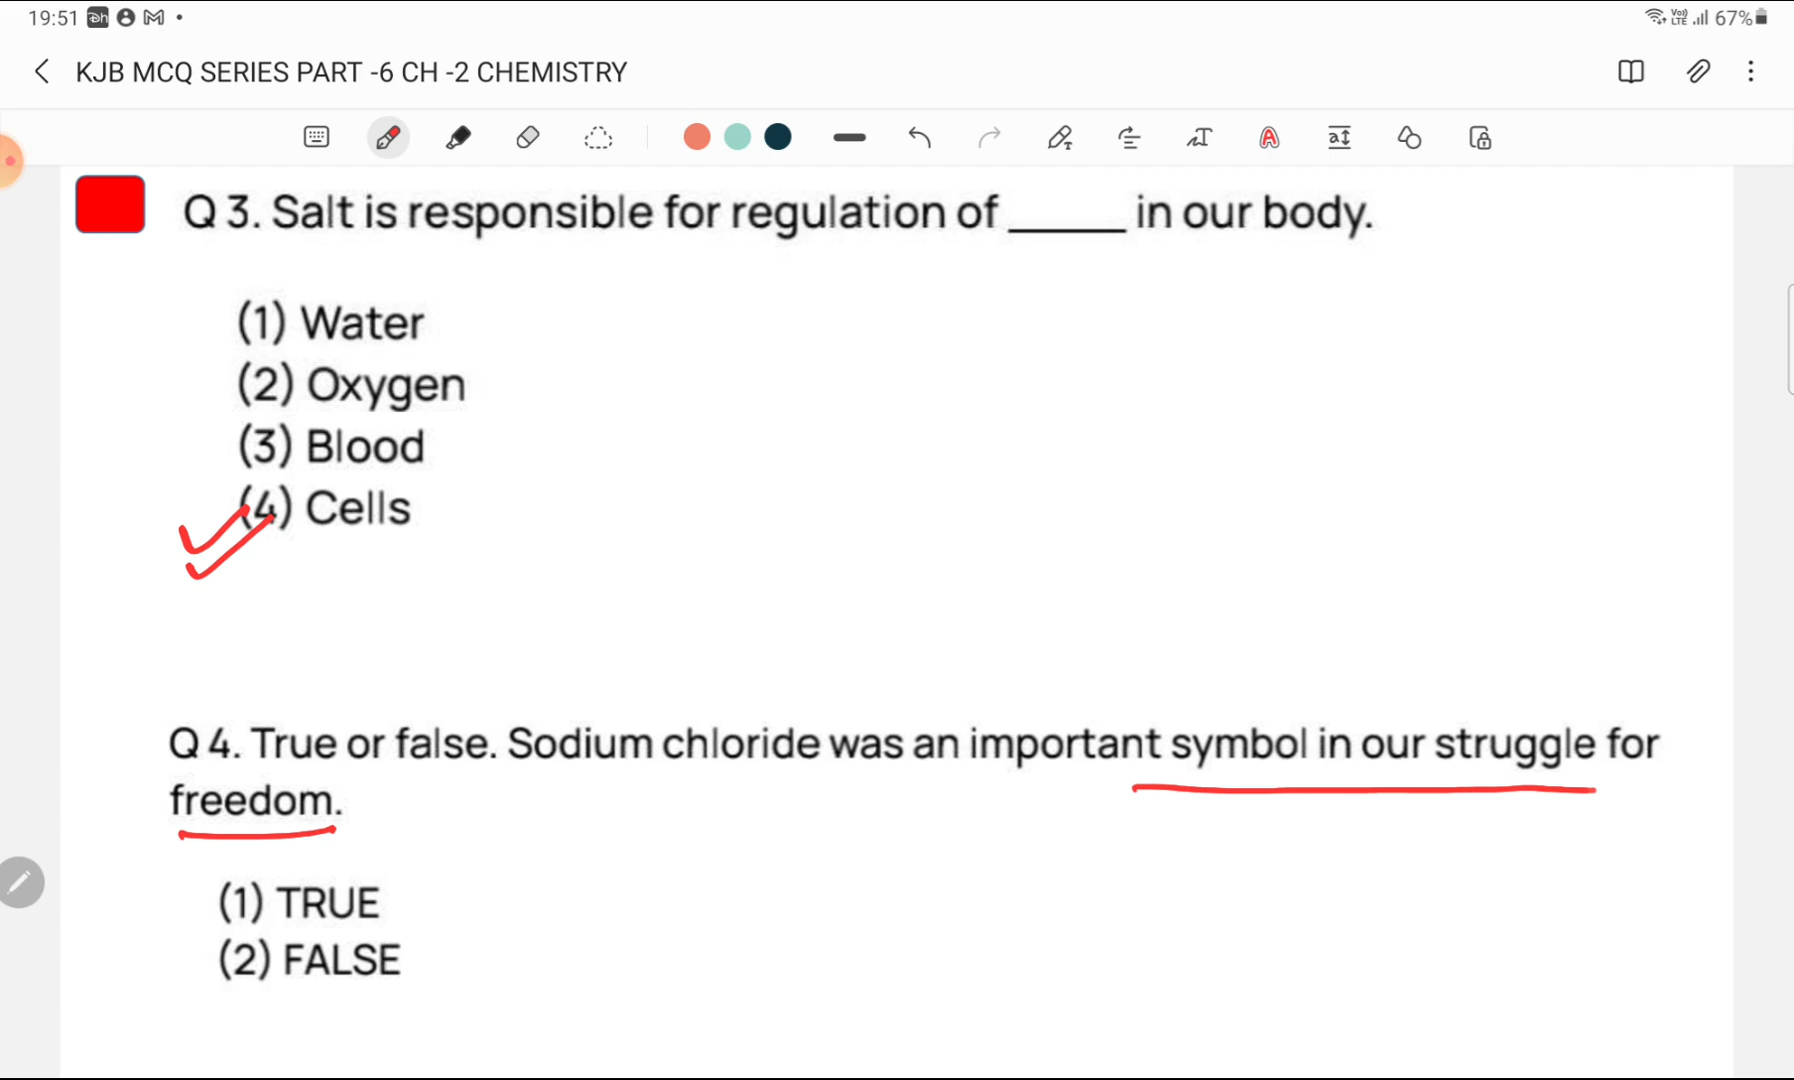 19:51
Vo)) LTE 67%
KJB MCQ SERIES PART -6 CH -2 CHEMISTRY
Q 3. Salt is responsible for regulation of _____ in our body.
(1) Water
(2) Oxygen
(3) Blood
(4) Cells
Q 4. True or false. Sodium chloride was an important symbol in our struggle for
freedom.
(1) TRUE
(2) FALSE